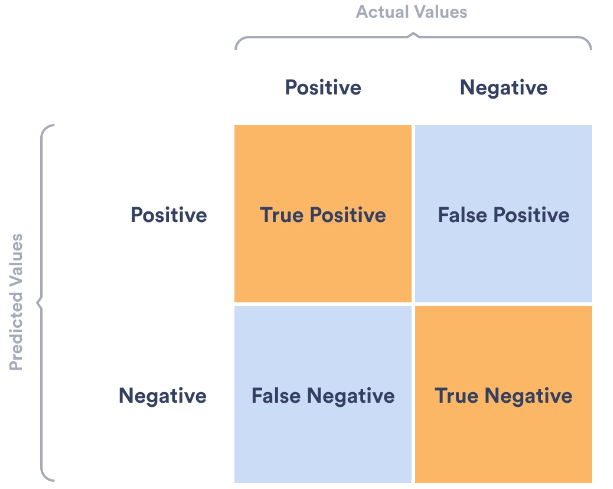 Actual Values
Positive Negative
Predicted Values
Positive True Positive False Positive
Negative False Negative True Negative